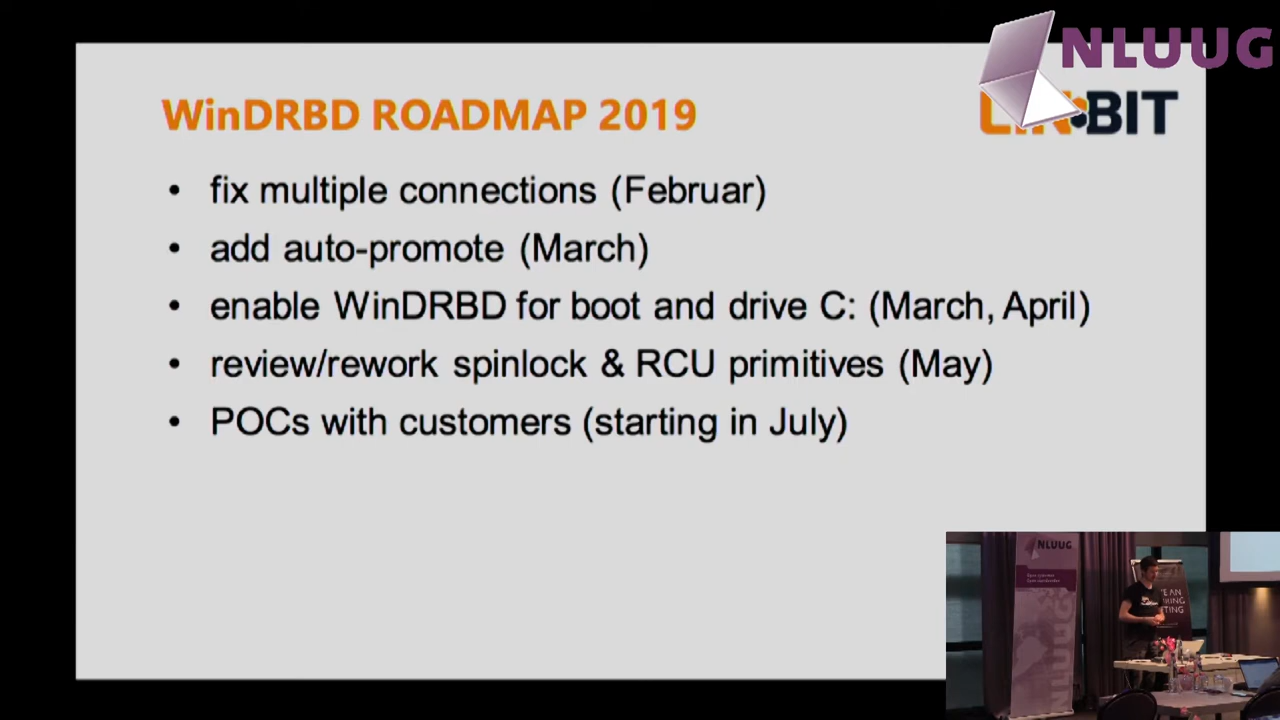 NLUUG
WinDRBD ROADMAP 2019
LINBIT
• fix multiple connections (Februar)
• add auto-promote (March)
• enable WinDRBD for boot and drive C: (March, April)
• review/rework spinlock & RCU primitives (May)
• POCs with customers (starting in July)
NLUUG